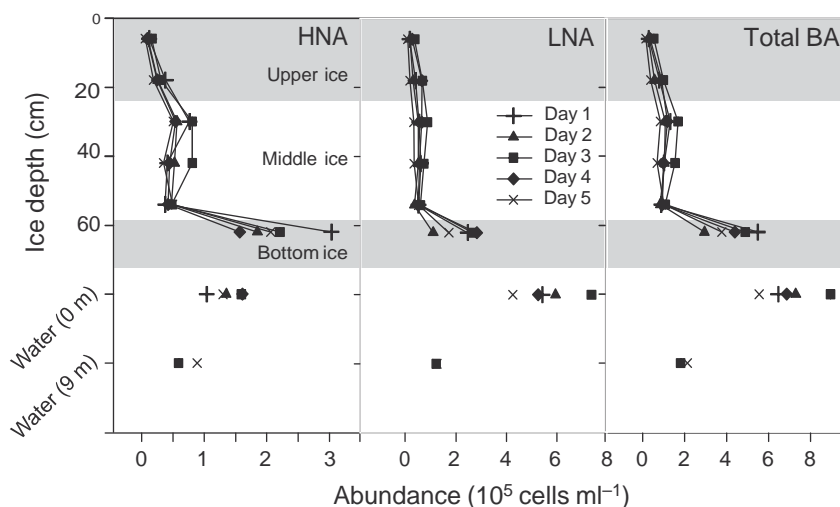 HNA
LNA
Total BA
Upper ice
Middle ice
Bottom ice
Day 1
Day 2
Day 3
Day 4
Day 5
Ice depth (cm)
0
20
40
60
Water (0 m)
Water (9 m)
0 1 2 3
0 2 4 6 8
0 2 4 6 8
Abundance (10⁵ cells ml⁻¹)